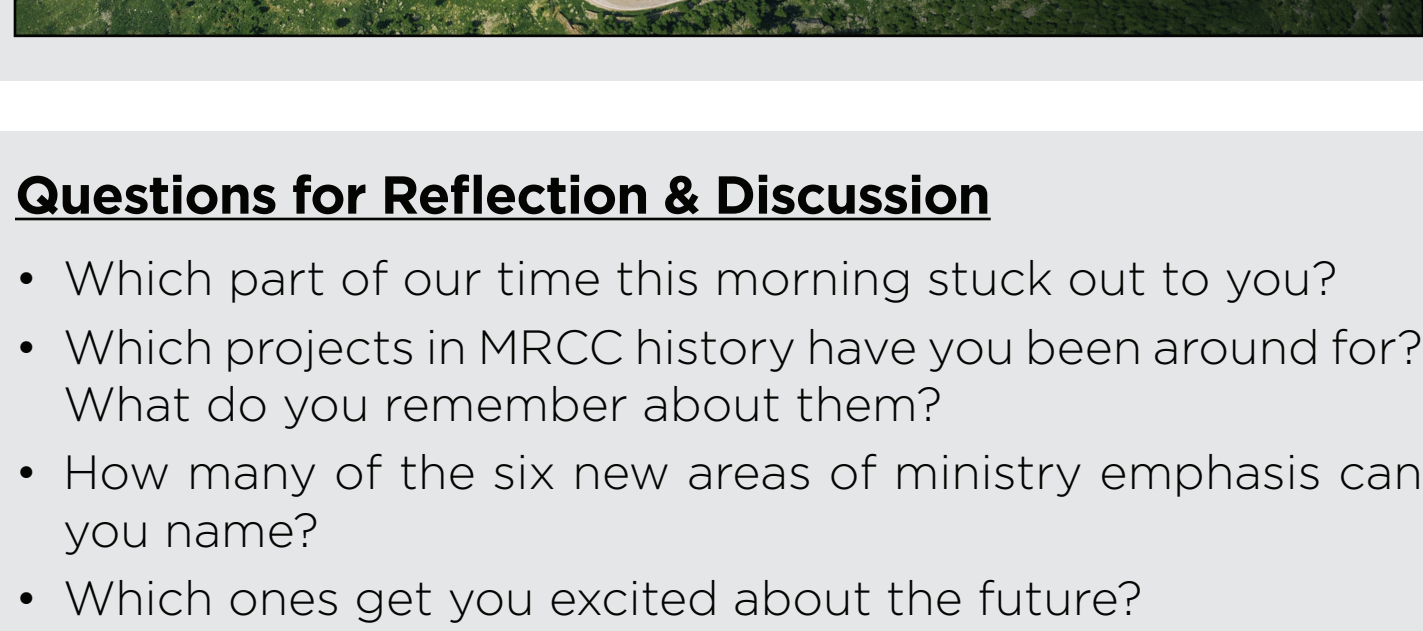 Questions for Reflection & Discussion
• Which part of our time this morning stuck out to you?
• Which projects in MRCC history have you been around for?
What do you remember about them?
• How many of the six new areas of ministry emphasis can
you name?
• Which ones get you excited about the future?